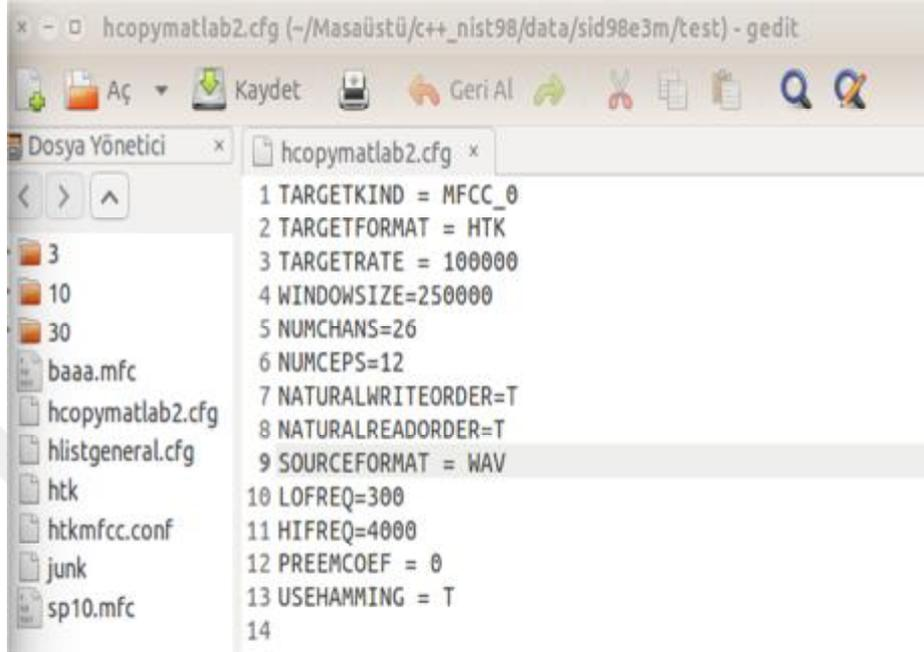 hcopymatlab2.cfg (~/Masaüstü/c++_nist98/data/sid98e3m/test) - gedit
Aç Kaydet Geri Al
Dosya Yönetici
hcopymatlab2.cfg
3
10
30
baaa.mfc
hcopymatlab2.cfg
hlistgeneral.cfg
htk
htkmfcc.conf
junk
sp10.mfc
1 TARGETKIND = MFCC_0
2 TARGETFORMAT = HTK
3 TARGETRATE = 100000
4 WINDOWSIZE=250000
5 NUMCHANS=26
6 NUMCEPS=12
7 NATURALWRITEORDER=T
8 NATURALREADORDER=T
9 SOURCEFORMAT = WAV
10 LOFREQ=300
11 HIFREQ=4000
12 PREEMCOEF = 0
13 USEHAMMING = T
14